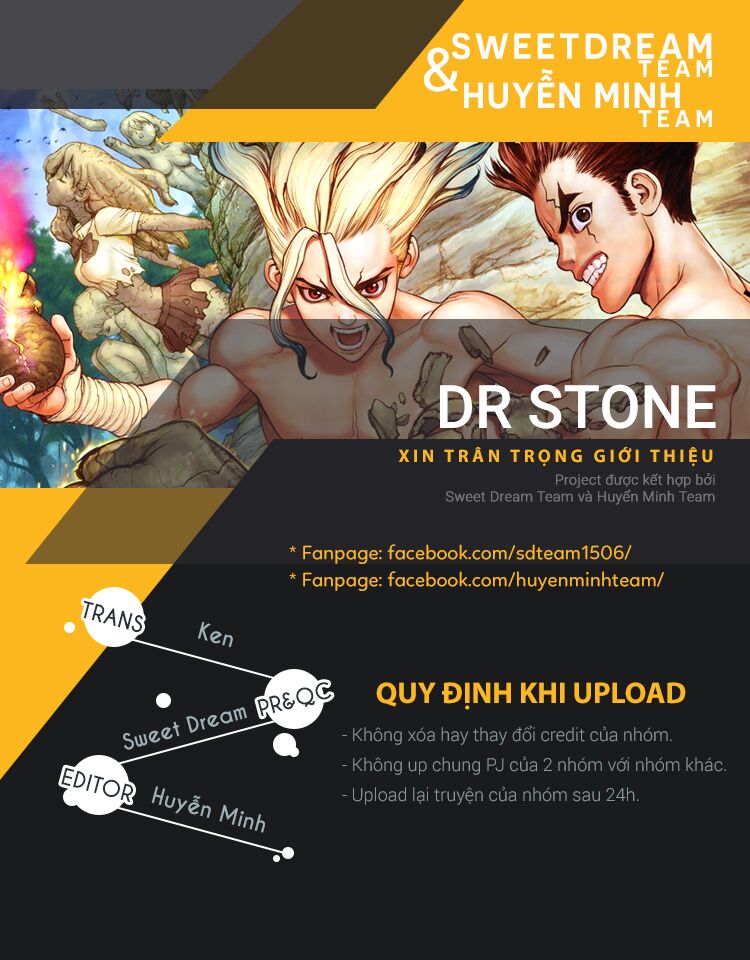 SWEETDREAM
TEAM
&
HUYỄN MINH
TEAM
DR STONE
XIN TRÂN TRỌNG GIỚI THIỆU
Project được kết hợp bởi
Sweet Dream Team và Huyển Minh Team
* Fanpage: facebook.com/sdteam1506/
* Fanpage: facebook.com/huyenminhteam/
TRANS
Ken
PR&QC
Sweet Dream
EDITOR
Huyễn Minh
QUY ĐỊNH KHI UPLOAD
- Không xóa hay thay đổi credit của nhóm.
- Không up chung PJ của 2 nhóm với nhóm khác.
- Upload lại truyện của nhóm sau 24h.